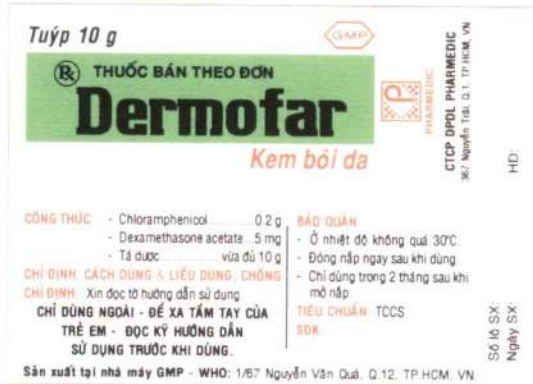 Tuýp 10 g
GMP
Rx THUỐC BÁN THEO ĐƠN
Dermofar
Kem bôi da
PHARMEDIC
CTCP DPDL PHARMEDIC
367 Nguyễn Trãi, Q.1, TP.HCM, VN
HD:
Số lô SX:
Ngày SX:
CÔNG THỨC:
- Chloramphenicol ......... 0.2 g
- Dexamethasone acetate ... 5 mg
- Tá dược ......... vừa đủ 10 g
CHỈ ĐỊNH, CÁCH DÙNG & LIỀU DÙNG, CHỐNG
CHỈ ĐỊNH: Xin đọc tờ hướng dẫn sử dụng
CHỈ DÙNG NGOÀI - ĐỂ XA TẦM TAY CỦA
TRẺ EM - ĐỌC KỸ HƯỚNG DẪN
SỬ DỤNG TRƯỚC KHI DÙNG.
BẢO QUẢN
- Ở nhiệt độ không quá 30°C.
- Đóng nắp ngay sau khi dùng.
- Chỉ dùng trong 2 tháng sau khi
mở nắp.
TIÊU CHUẨN: TCCS
SĐK:
Sản xuất tại nhà máy GMP - WHO: 1/67 Nguyễn Văn Quá, Q.12, TP.HCM, VN